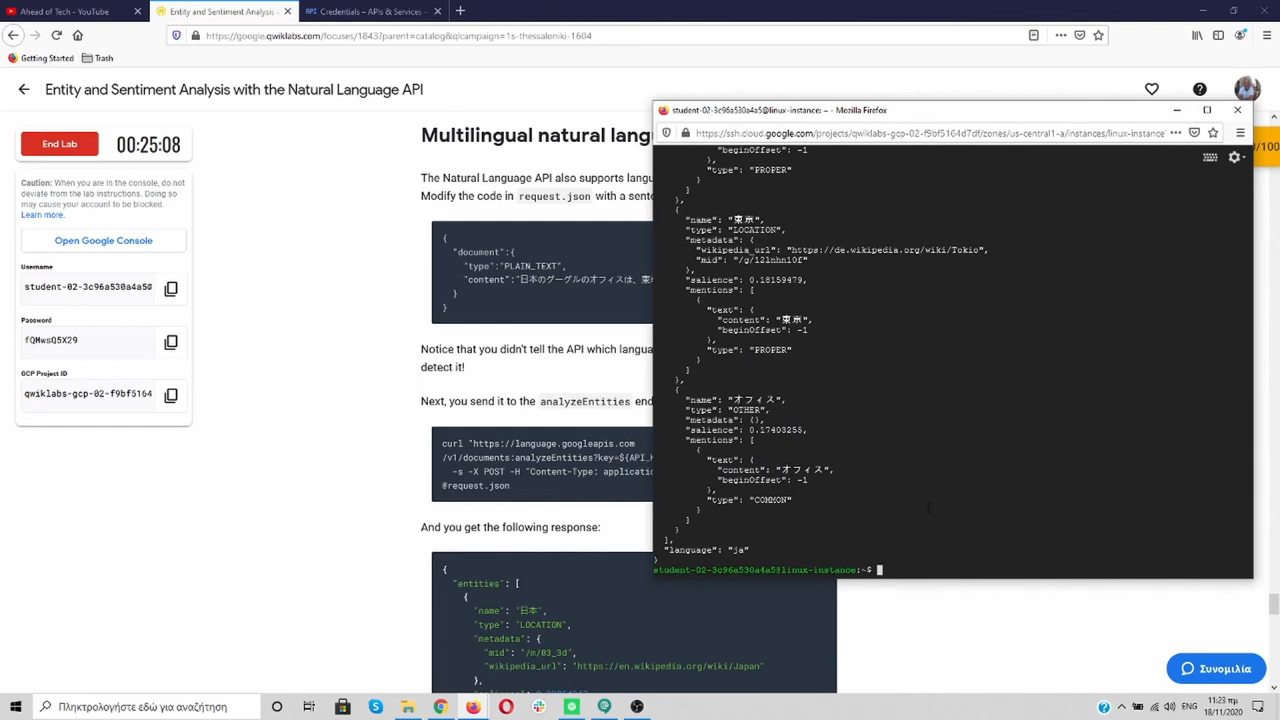 Ahead of Tech - YouTube
Entity and Sentiment Analysis
Credentials – APIs & Services –
https://google.qwiklabs.com/focuses/1843?parent=catalog&qlcampaign=1s-thessaloniki-1604
Getting Started
Trash
Entity and Sentiment Analysis with the Natural Language API
End Lab
00:25:08
Caution: When you are in the console, do not
deviate from the lab instructions. Doing so
may cause your account to be blocked.
Learn more.
Open Google Console
Username
student-02-3c96a530a4a5@
Password
fQMwsQ5X29
GCP Project ID
qwiklabs-gcp-02-f9bf5164
Multilingual natural lang
The Natural Language API also supports langu
Modify the code in request.json with a sente
{
"document":{
"type":"PLAIN_TEXT",
"content":"日本のグーグルのオフィスは、東
}
}
Notice that you didn't tell the API which langua
detect it!
Next, you send it to the analyzeEntities end
curl "https://language.googleapis.com
/v1/documents:analyzeEntities?key=${API_K
-s -X POST -H "Content-Type: applicatio
@request.json
And you get the following response:
{
"entities": [
{
"name": "日本",
"type": "LOCATION",
"metadata": {
"mid": "/m/03_3d",
"wikipedia_url": "https://en.wikipedia.org/wiki/Japan"
},
student-02-3c96a530a4a5@linux-instance: ~ - Mozilla Firefox
https://ssh.cloud.google.com/projects/qwiklabs-gcp-02-f9bf5164d7df/zones/us-central1-a/instances/linux-instance
/100
"beginOffset": -1
},
"type": "PROPER"
}
]
},
{
"name": "東京",
"type": "LOCATION",
"metadata": {
"wikipedia_url": "https://de.wikipedia.org/wiki/Tokio",
"mid": "/g/12lnhn10f"
},
"salience": 0.18159479,
"mentions": [
{
"text": {
"content": "東京",
"beginOffset": -1
},
"type": "PROPER"
}
]
},
{
"name": "オフィス",
"type": "OTHER",
"metadata": {},
"salience": 0.17403255,
"mentions": [
{
"text": {
"content": "オフィス",
"beginOffset": -1
},
"type": "COMMON"
}
]
}
],
"language": "ja"
}
student-02-3c96a530a4a5@linux-instance:~$
Συνομιλία
Πληκτρολογήστε εδώ για αναζήτηση
ΕΛ
11:23 πμ
18/11/2020